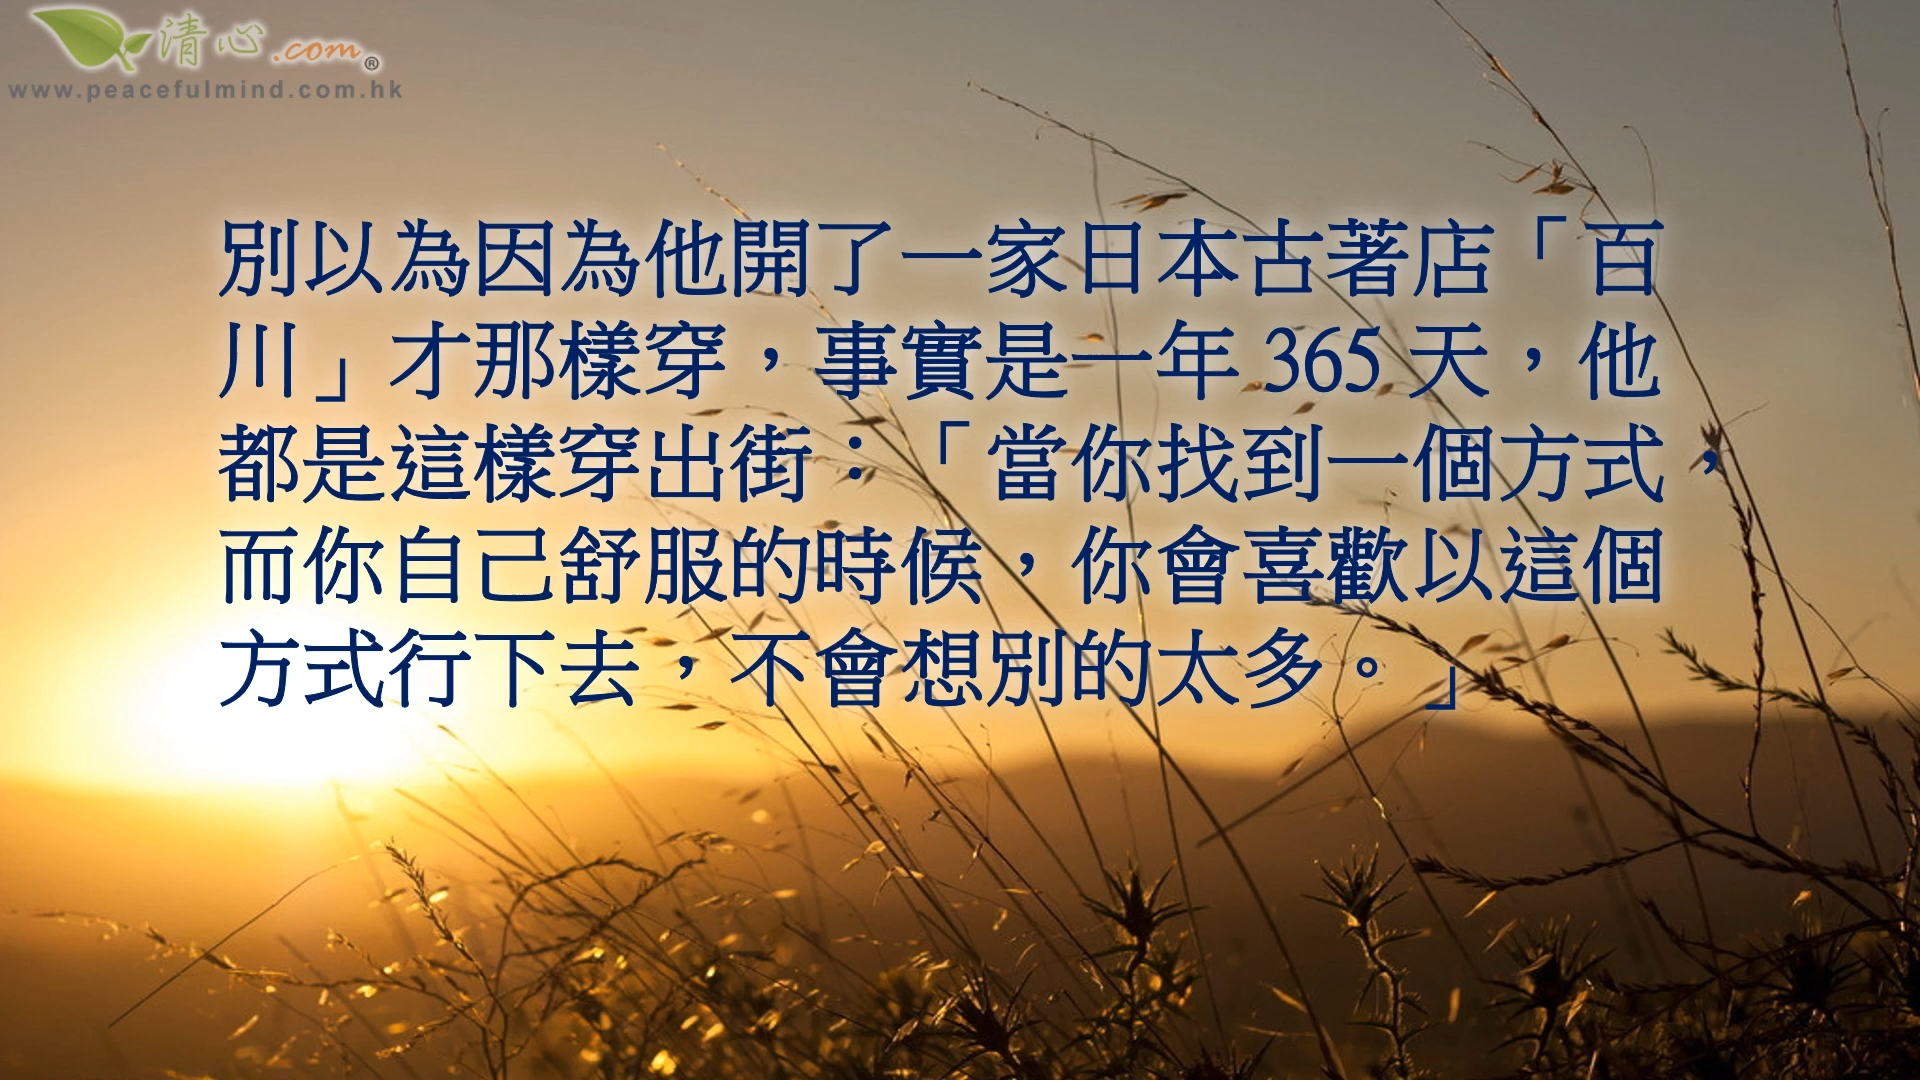 清心.com®
www.peacefulmind.com.hk
別以為因為他開了一家日本古著店「百
川」才那樣穿，事實是一年 365 天，他
都是這樣穿出街：「當你找到一個方式，
而你自己舒服的時候，你會喜歡以這個
方式行下去，不會想別的太多。」